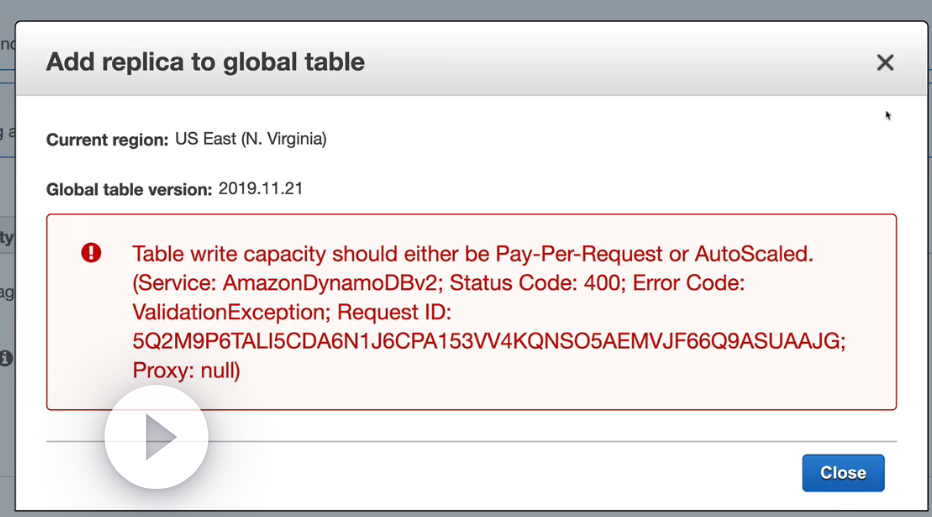 Add replica to global table
Current region: US East (N. Virginia)
Global table version: 2019.11.21
Table write capacity should either be Pay-Per-Request or AutoScaled.
(Service: AmazonDynamoDBv2; Status Code: 400; Error Code:
ValidationException; Request ID:
5Q2M9P6TALI5CDA6N1J6CPA153VV4KQNSO5AEMVJF66Q9ASUAAJG;
Proxy: null)
Close